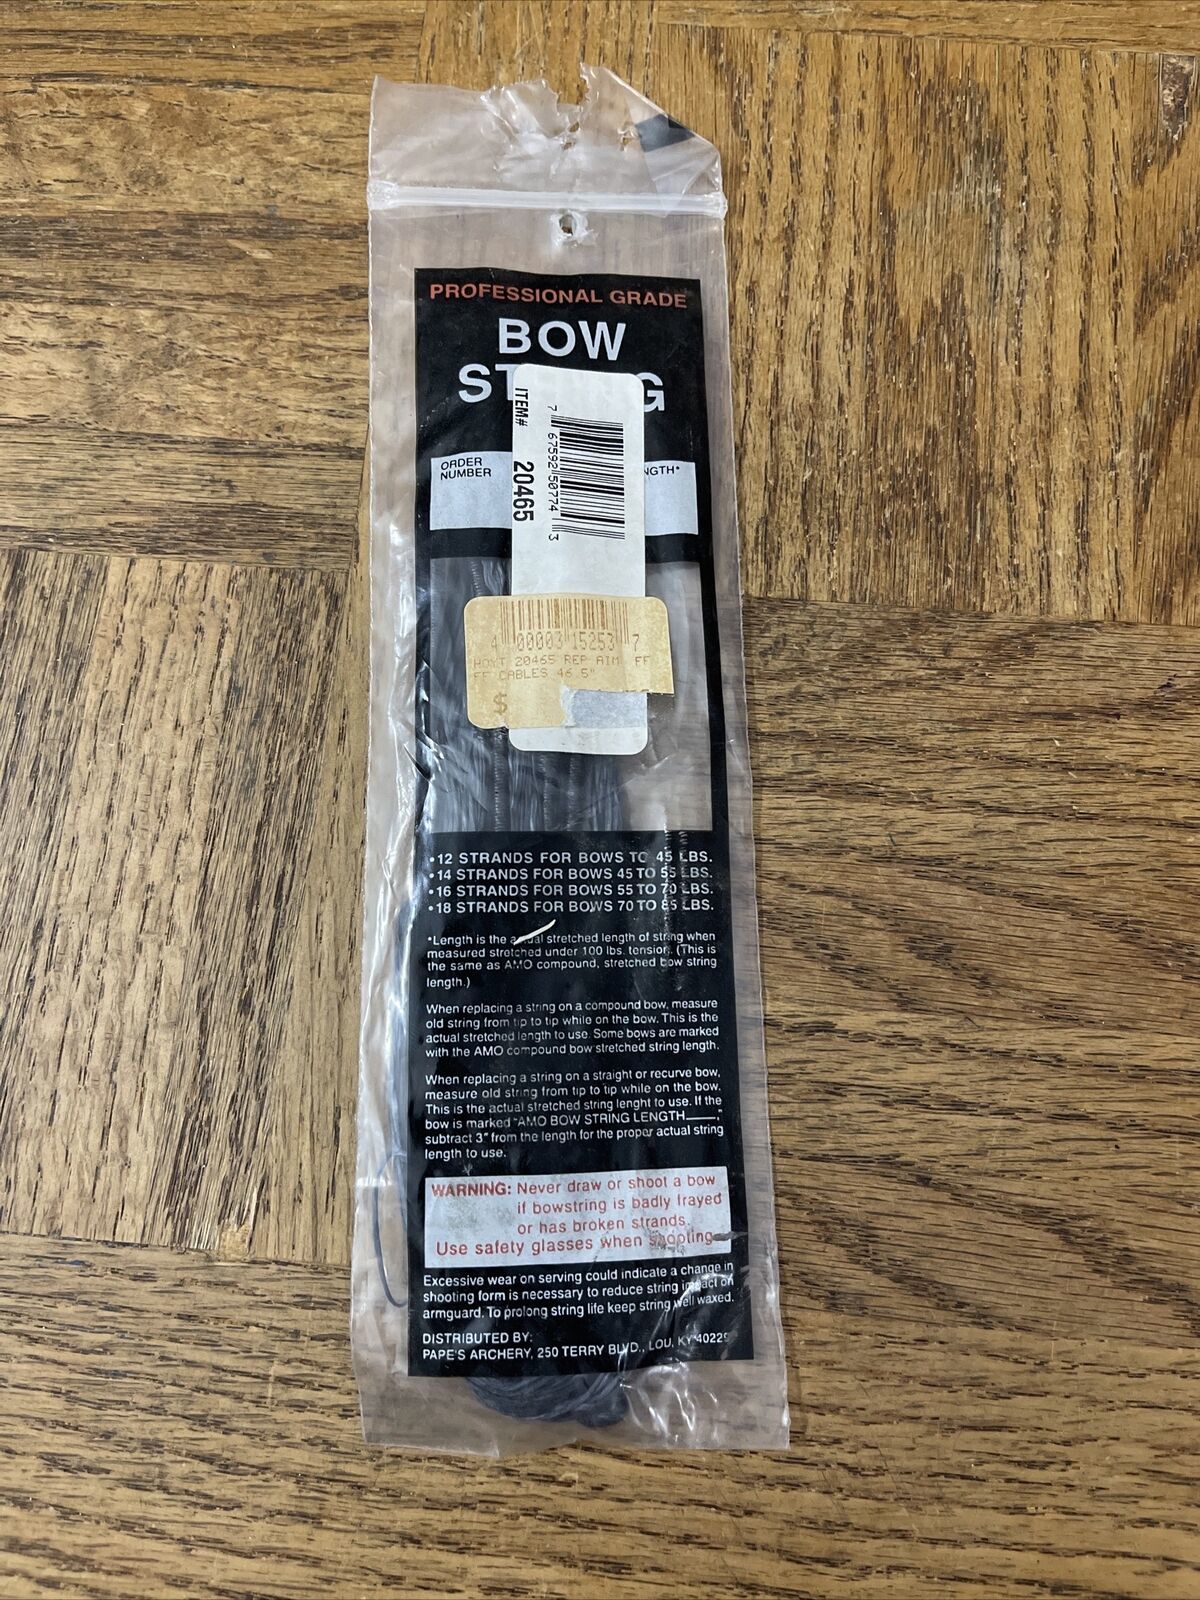 PROFESSIONAL GRADE
BOW
ST G
ITEM# 20465
7 67592 50774 3
ORDER
NUMBER
NGTH*
4 00003 15253 7
HOYT 20465 REP AIM FF
FF CABLES 46.5"
$
•12 STRANDS FOR BOWS TO 45 LBS.
•14 STRANDS FOR BOWS 45 TO 55 LBS.
•16 STRANDS FOR BOWS 55 TO 70 LBS.
•18 STRANDS FOR BOWS 70 TO 85 LBS.
*Length is the actual stretched length of string when
measured stretched under 100 lbs. tension. (This is
the same as AMO compound, stretched bow string
length.)
When replacing a string on a compound bow, measure
old string from tip to tip while on the bow. This is the
actual stretched length to use. Some bows are marked
with the AMO compound bow stretched string length.
When replacing a string on a straight or recurve bow,
measure old string from tip to tip while on the bow.
This is the actual stretched string lenght to use. If the
bow is marked "AMO BOW STRING LENGTH____,"
subtract 3" from the length for the proper actual string
length to use.
WARNING: Never draw or shoot a bow
if bowstring is badly frayed
or has broken strands.
Use safety glasses when shooting
Excessive wear on serving could indicate a change in
shooting form is necessary to reduce string impact on
armguard. To prolong string life keep string well waxed.
DISTRIBUTED BY:
PAPE'S ARCHERY, 250 TERRY BLVD., LOU, KY 40229